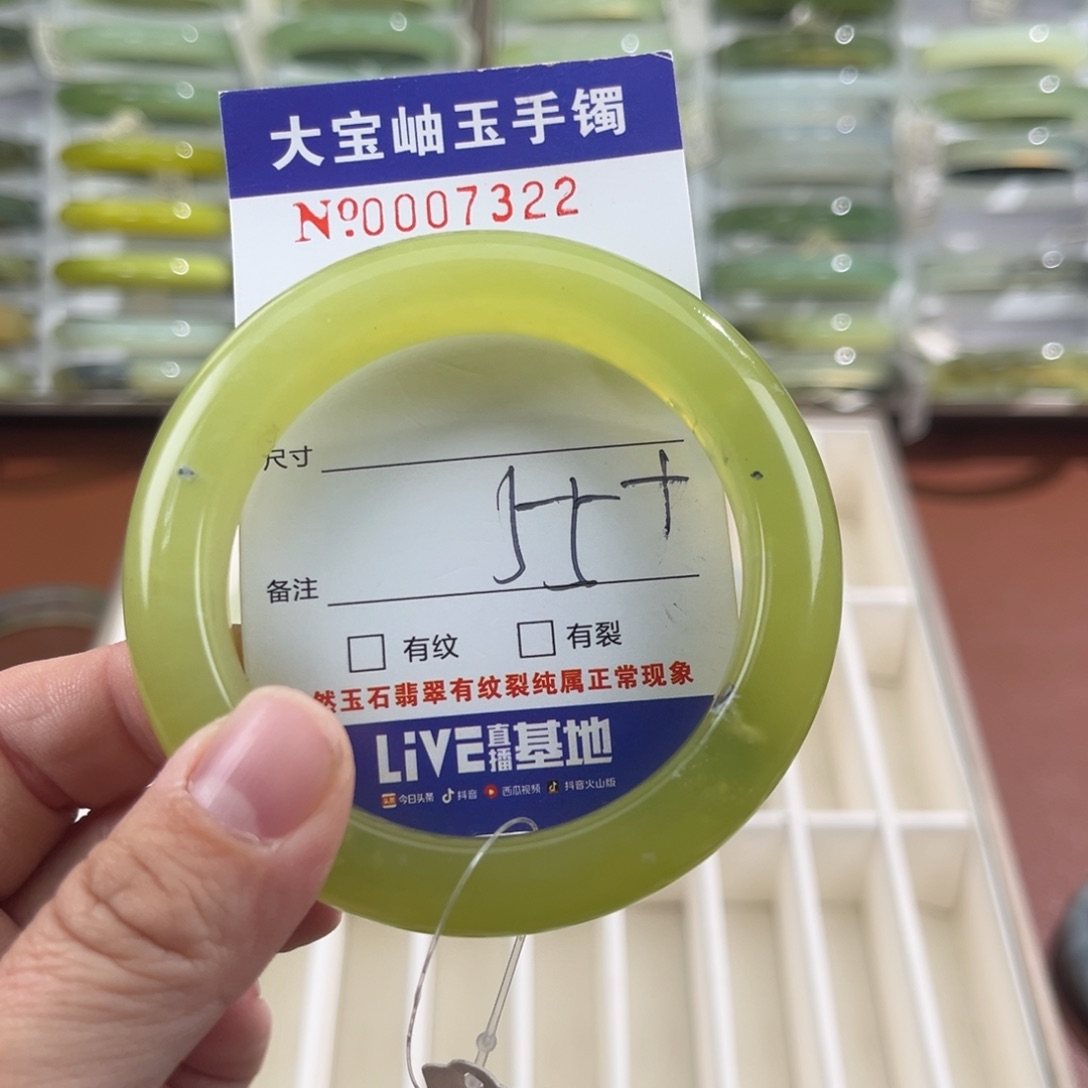 大宝岫玉手镯
Nº.0007322
尺寸
备注
有纹 有裂
然玉石翡翠有纹裂纯属正常现象
LiVE直播基地
今日头条 抖音 西瓜视频 抖音火山版